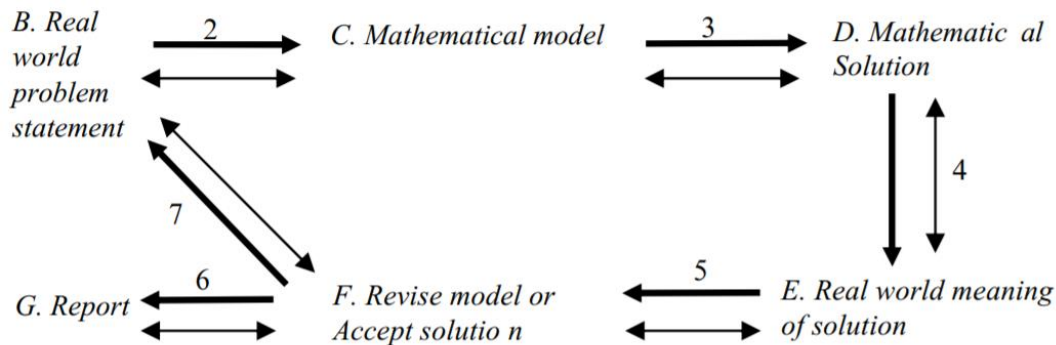 B. Real
world
problem
statement
2
C. Mathematical model
3
D. Mathematic al
Solution
4
7
6
G. Report
F. Revise model or
Accept solutio n
5
E. Real world meaning
of solution